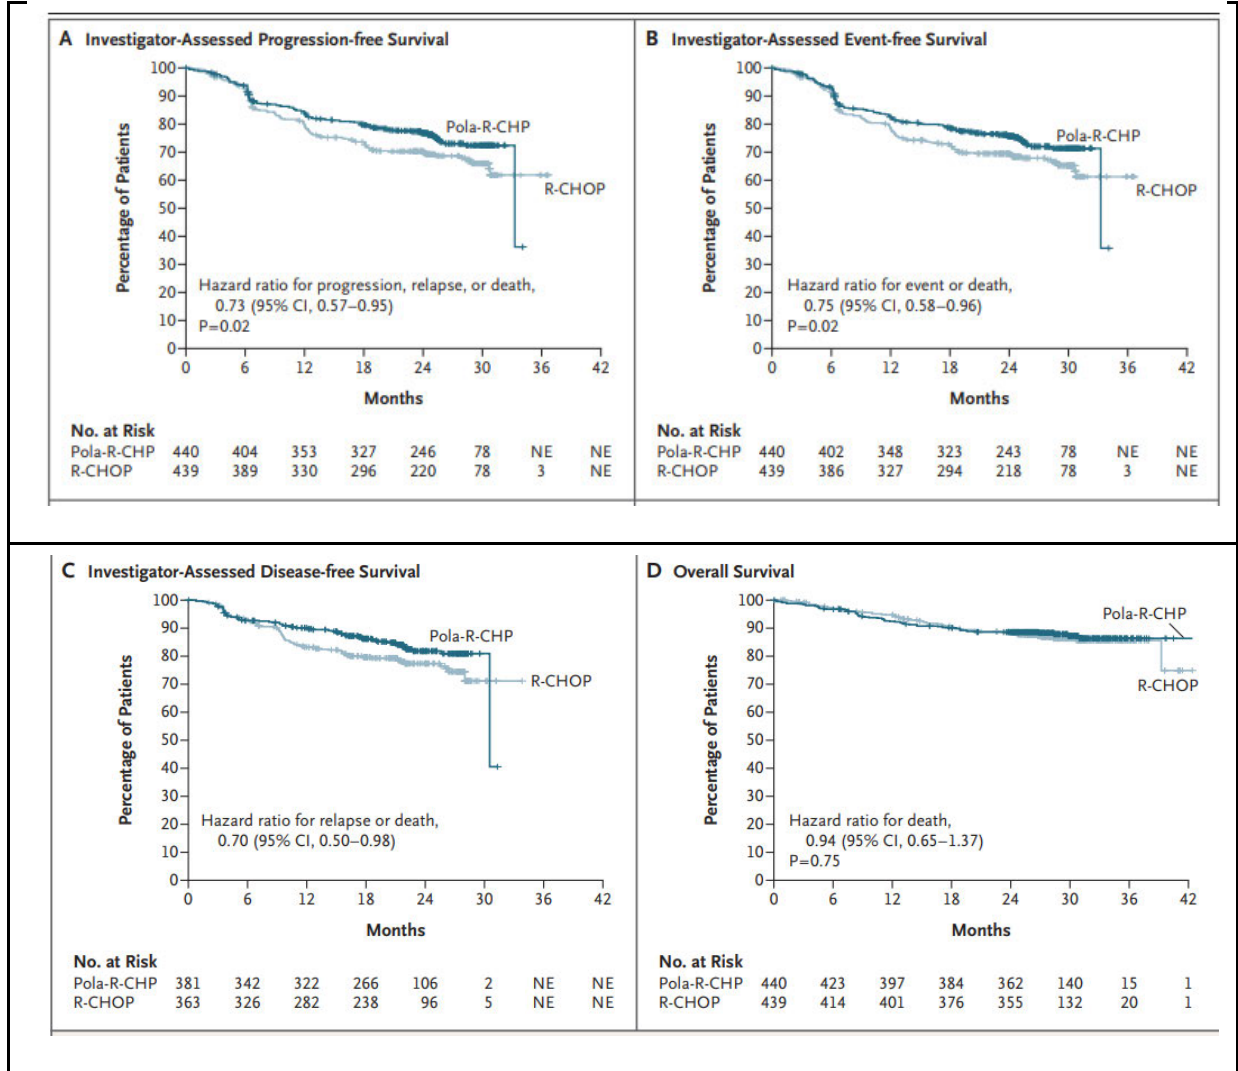 A Investigator-Assessed Progression-free Survival
Percentage of Patients
100
90
80
70
60
50
40
30
20
10
0
Pola-R-CHP
R-CHOP
Hazard ratio for progression, relapse, or death,
0.73 (95% CI, 0.57–0.95)
P=0.02
0 6 12 18 24 30 36 42
Months
No. at Risk
Pola-R-CHP 440 404 353 327 246 78 NE NE
R-CHOP 439 389 330 296 220 78 3 NE
B Investigator-Assessed Event-free Survival
Percentage of Patients
100
90
80
70
60
50
40
30
20
10
0
Pola-R-CHP
R-CHOP
Hazard ratio for event or death,
0.75 (95% CI, 0.58–0.96)
P=0.02
0 6 12 18 24 30 36 42
Months
No. at Risk
Pola-R-CHP 440 402 348 323 243 78 NE NE
R-CHOP 439 386 327 294 218 78 3 NE
C Investigator-Assessed Disease-free Survival
Percentage of Patients
100
90
80
70
60
50
40
30
20
10
0
Pola-R-CHP
R-CHOP
Hazard ratio for relapse or death,
0.70 (95% CI, 0.50–0.98)
0 6 12 18 24 30 36 42
Months
No. at Risk
Pola-R-CHP 381 342 322 266 106 2 NE NE
R-CHOP 363 326 282 238 96 5 NE NE
D Overall Survival
Percentage of Patients
100
90
80
70
60
50
40
30
20
10
0
Pola-R-CHP
R-CHOP
Hazard ratio for death,
0.94 (95% CI, 0.65–1.37)
P=0.75
0 6 12 18 24 30 36 42
Months
No. at Risk
Pola-R-CHP 440 423 397 384 362 140 15 1
R-CHOP 439 414 401 376 355 132 20 1